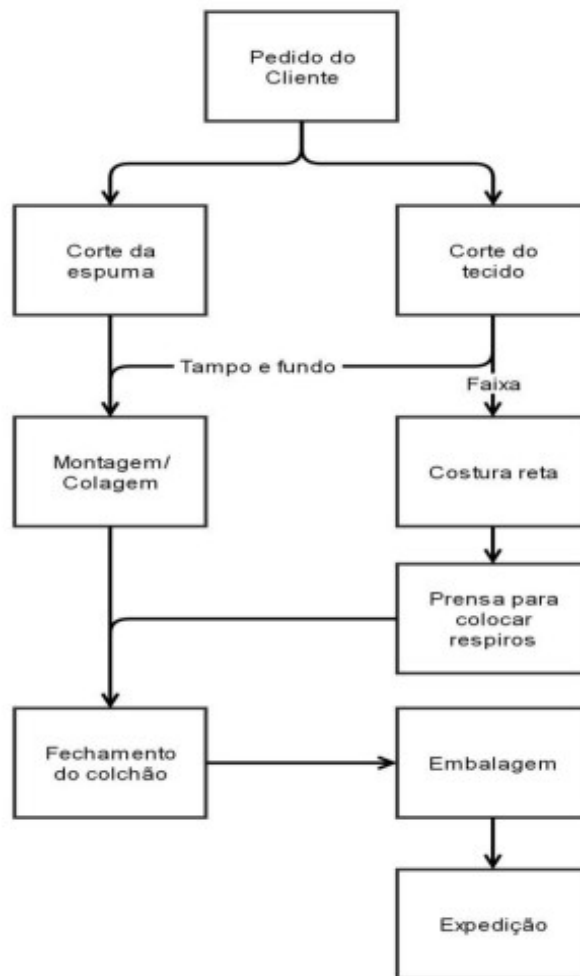 Pedido do
Cliente
Corte da
espuma
Corte do
tecido
Tampo e fundo
Faixa
Montagem/
Colagem
Costura reta
Prensa para
colocar
respiros
Fechamento
do colchão
Embalagem
Expedição